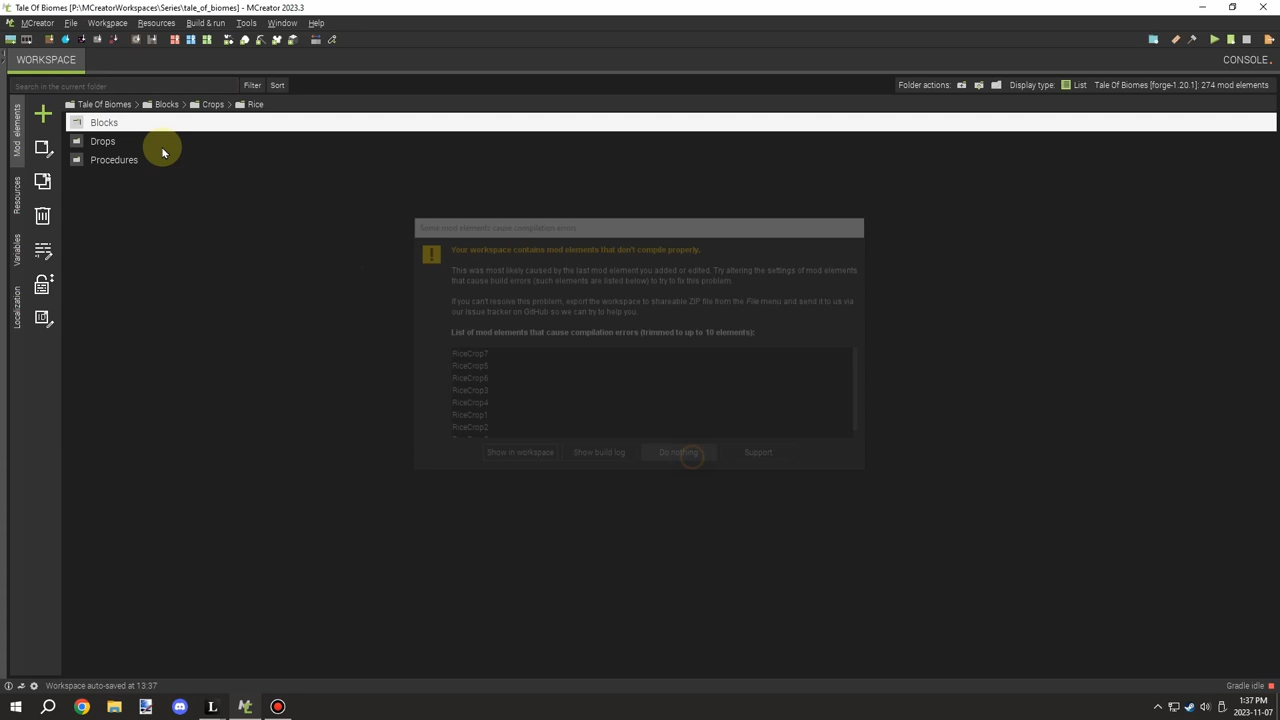 Tale Of Biomes [P:\MCreatorWorkspaces\Series\tale_of_biomes] - MCreator 2023.3
MCreator File Workspace Resources Build & run Tools Window Help
WORKSPACE
CONSOLE
Search in the current folder
Filter
Sort
Folder actions:
Display type:
List
Tale Of Biomes [forge-1.20.1]: 274 mod elements
Tale Of Biomes > Blocks > Crops > Rice
Mod elements
Resources
Variables
Localization
Blocks
Drops
Procedures
Some mod elements cause compilation errors
Your workspace contains mod elements that don't compile properly.
This was most likely caused by the last mod element you added or edited. Try altering the settings of mod elements
that cause build errors (such elements are listed below) to try to fix this problem.
If you can't resolve this problem, export the workspace to shareable ZIP file from the File menu and send it to us via
our issue tracker on GitHub so we can try to help you.
List of mod elements that cause compilation errors (trimmed to up to 10 elements):
RiceCrop7
RiceCrop5
RiceCrop6
RiceCrop3
RiceCrop4
RiceCrop1
RiceCrop2
Show in workspace
Show build log
Do nothing
Support
Workspace auto-saved at 13:37
Gradle idle
1:37 PM
2023-11-07